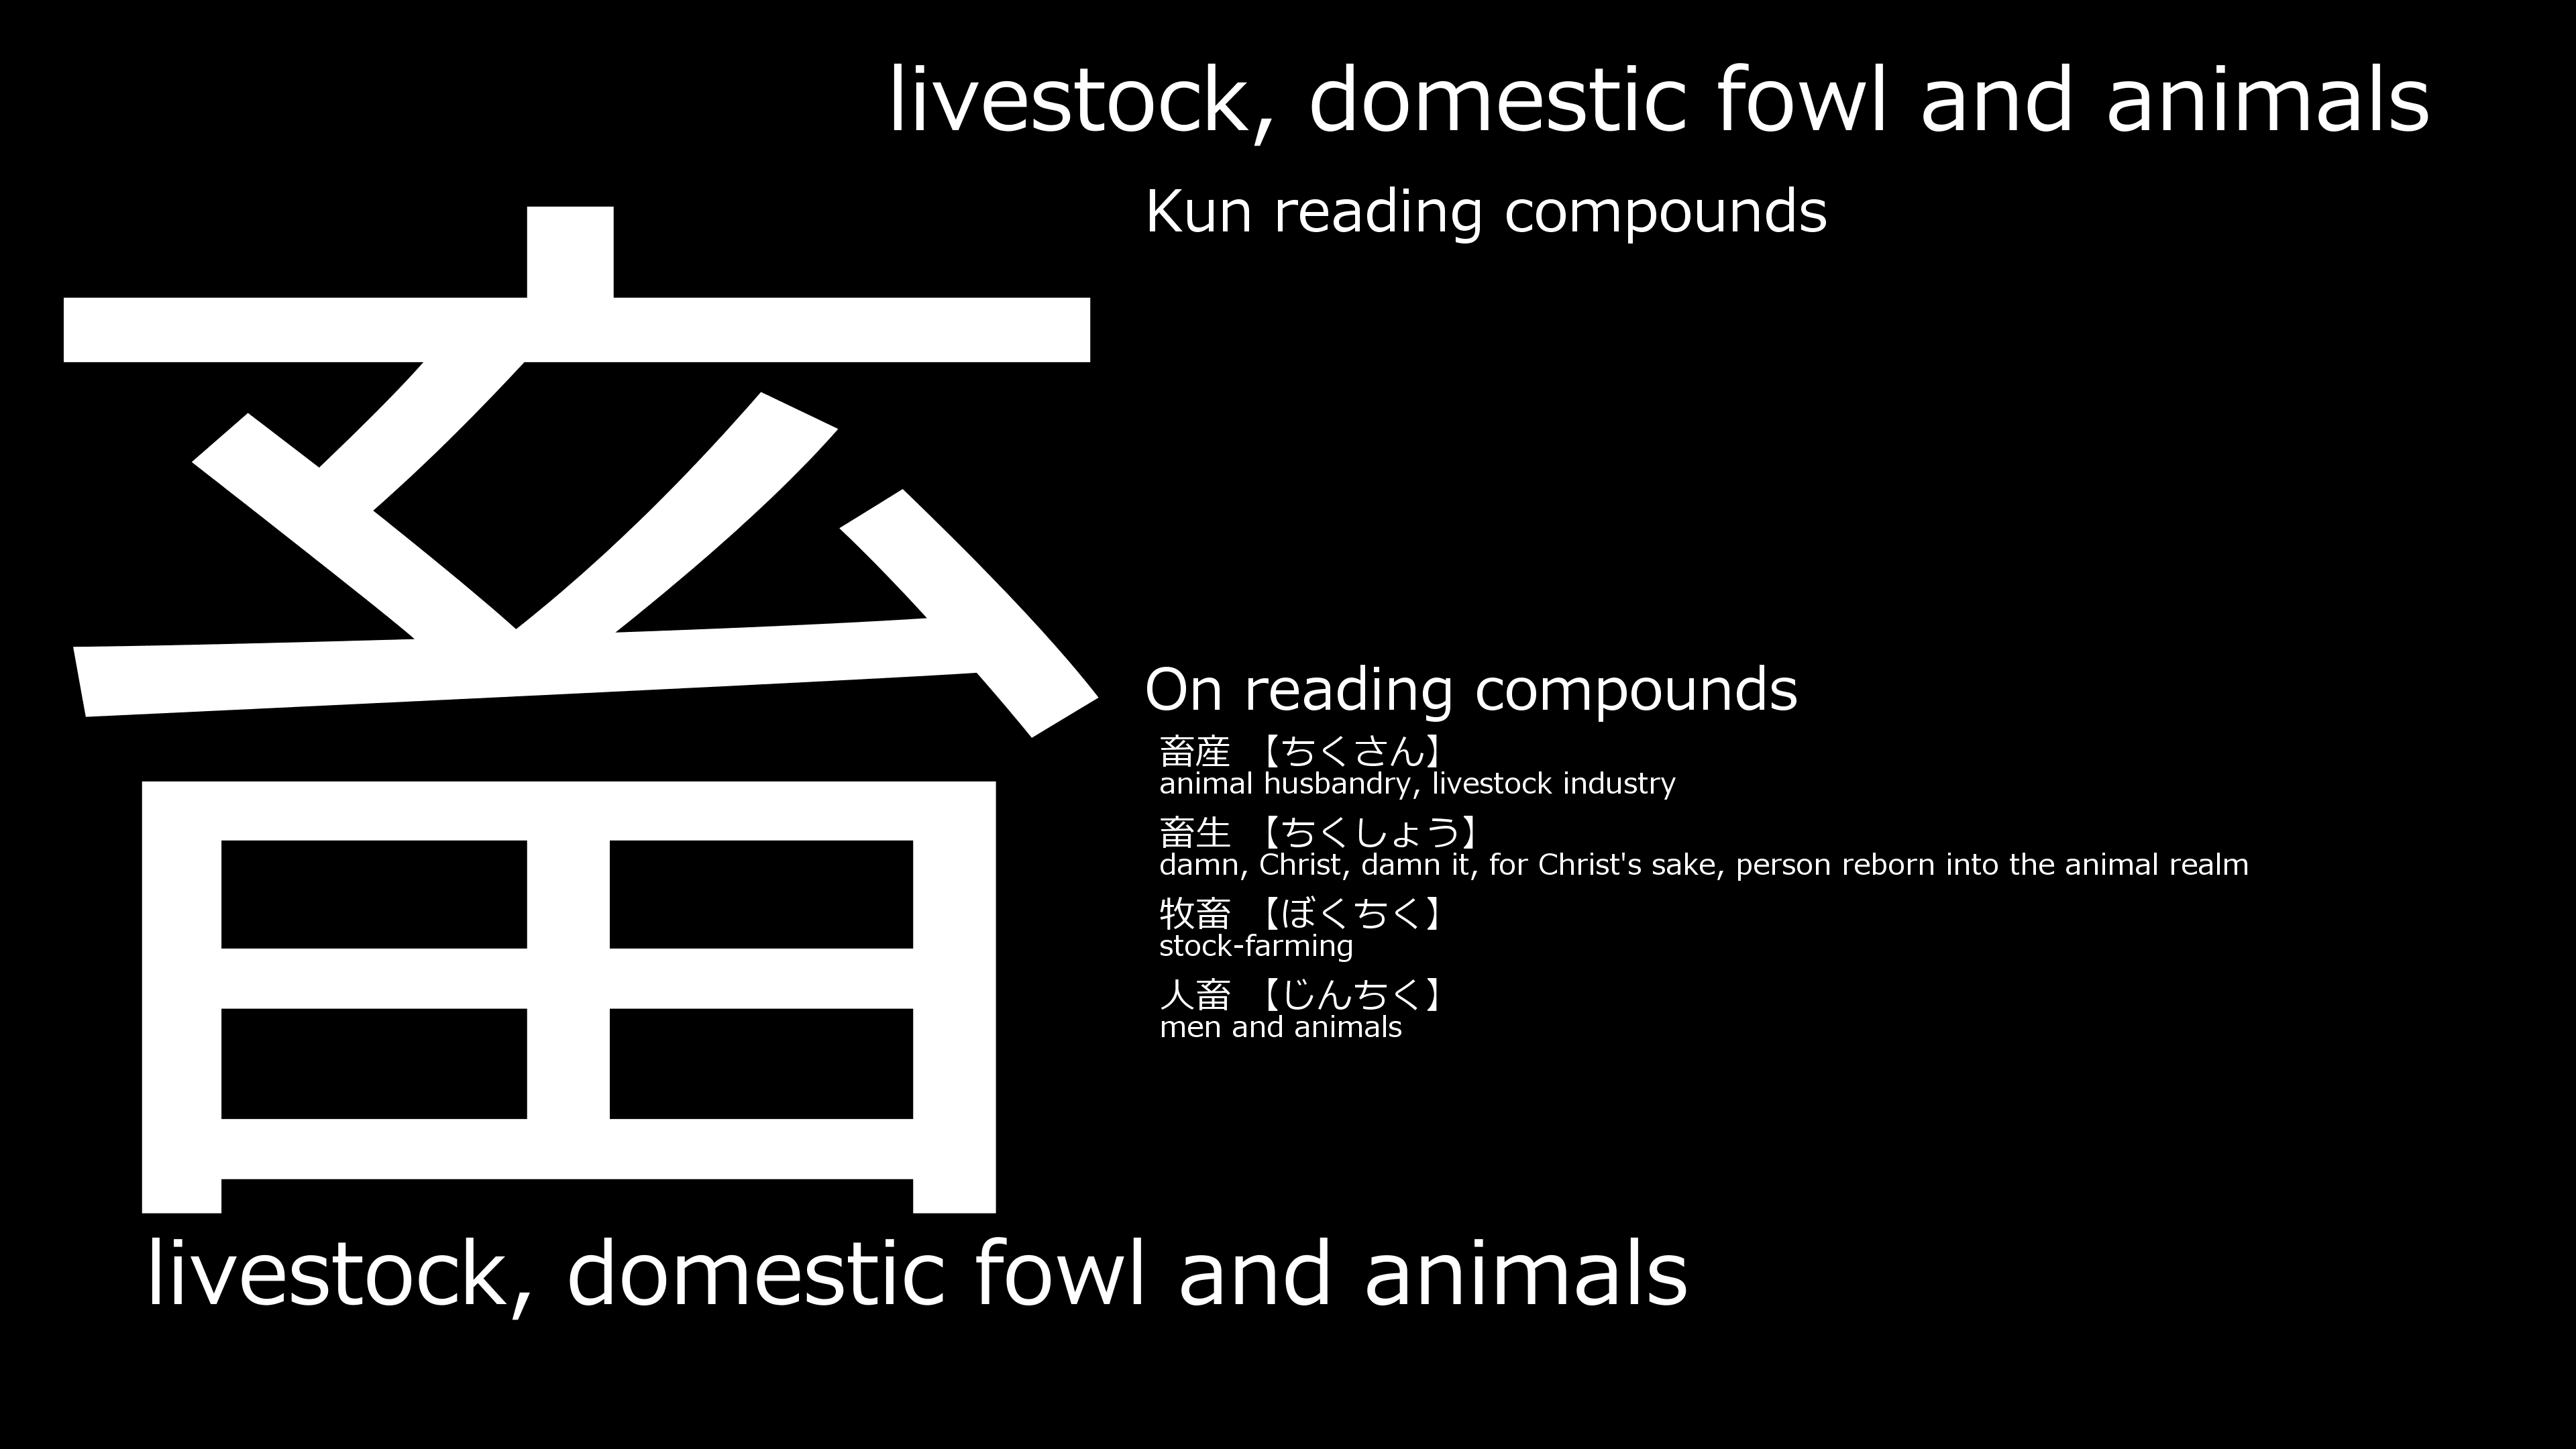 livestock, domestic fowl and animals
畜
Kun reading compounds
On reading compounds
畜産 【ちくさん】
animal husbandry, livestock industry
畜生 【ちくしょう】
damn, Christ, damn it, for Christ's sake, person reborn into the animal realm
牧畜 【ぼくちく】
stock-farming
人畜 【じんちく】
men and animals
livestock, domestic fowl and animals